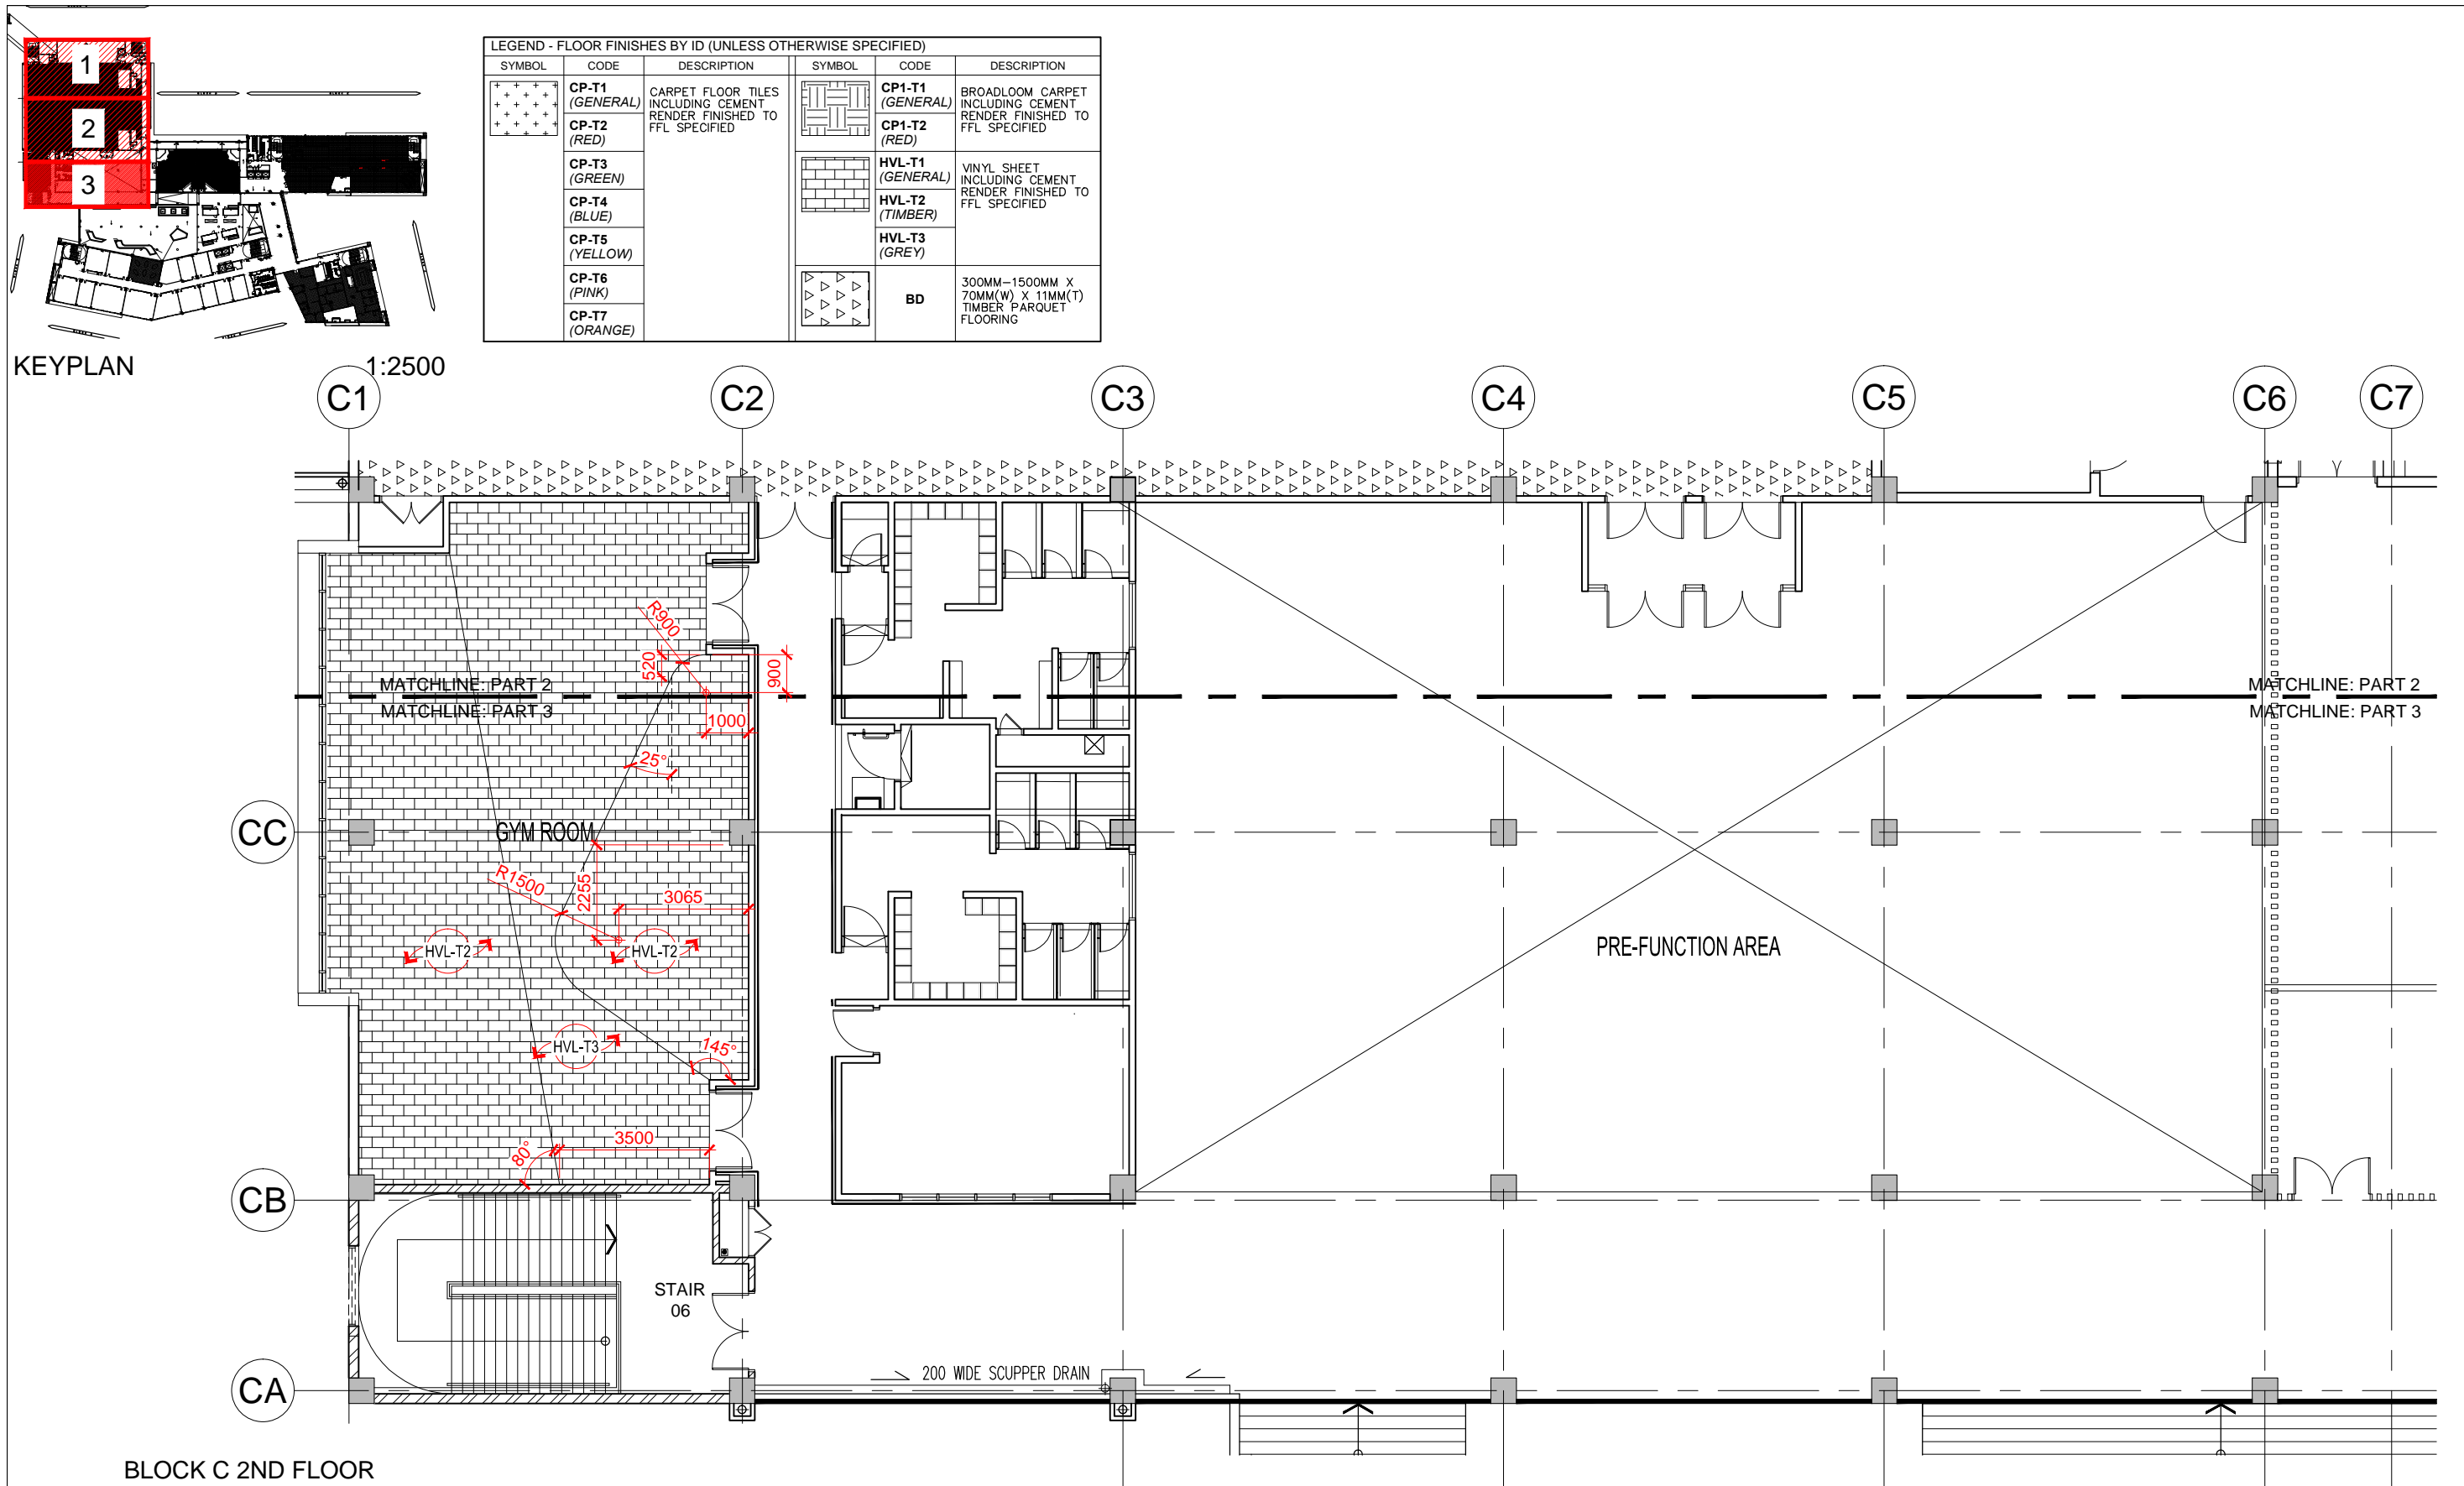 1
2
3
KEYPLAN
1:2500
LEGEND - FLOOR FINISHES BY ID (UNLESS OTHERWISE SPECIFIED)
SYMBOL CODE DESCRIPTION SYMBOL CODE DESCRIPTION
CP-T1
(GENERAL)
CP-T2
(RED)
CP-T3
(GREEN)
CP-T4
(BLUE)
CP-T5
(YELLOW)
CP-T6
(PINK)
CP-T7
(ORANGE)
CARPET FLOOR TILES
INCLUDING CEMENT
RENDER FINISHED TO
FFL SPECIFIED
CP1-T1
(GENERAL)
CP1-T2
(RED)
BROADLOOM CARPET
INCLUDING CEMENT
RENDER FINISHED TO
FFL SPECIFIED
HVL-T1
(GENERAL)
HVL-T2
(TIMBER)
HVL-T3
(GREY)
VINYL SHEET
INCLUDING CEMENT
RENDER FINISHED TO
FFL SPECIFIED
BD
300MM-1500MM X
70MM(W) X 11MM(T)
TIMBER PARQUET
FLOORING
C1 C2 C3 C4 C5 C6 C7
R900
520
900
MATCHLINE: PART 2
MATCHLINE: PART 3
MATCHLINE: PART 2
MATCHLINE: PART 3
1000
25°
CC
GYM ROOM
R1500
2255
3065
HVL-T2
HVL-T2
PRE-FUNCTION AREA
HVL-T3
145°
3500
80°
CB
STAIR
06
200 WIDE SCUPPER DRAIN
CA
BLOCK C 2ND FLOOR